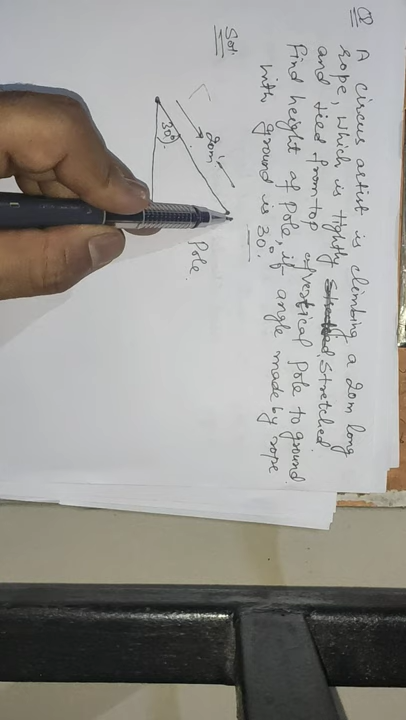 Q A circus artist is climbing a 20m long
rope, which is tightly stretched
and tied from top of vertical Pole to ground.
Find height of Pole, if angle made by rope
with ground is 30°.
Sol:
20m
30°
Pole.